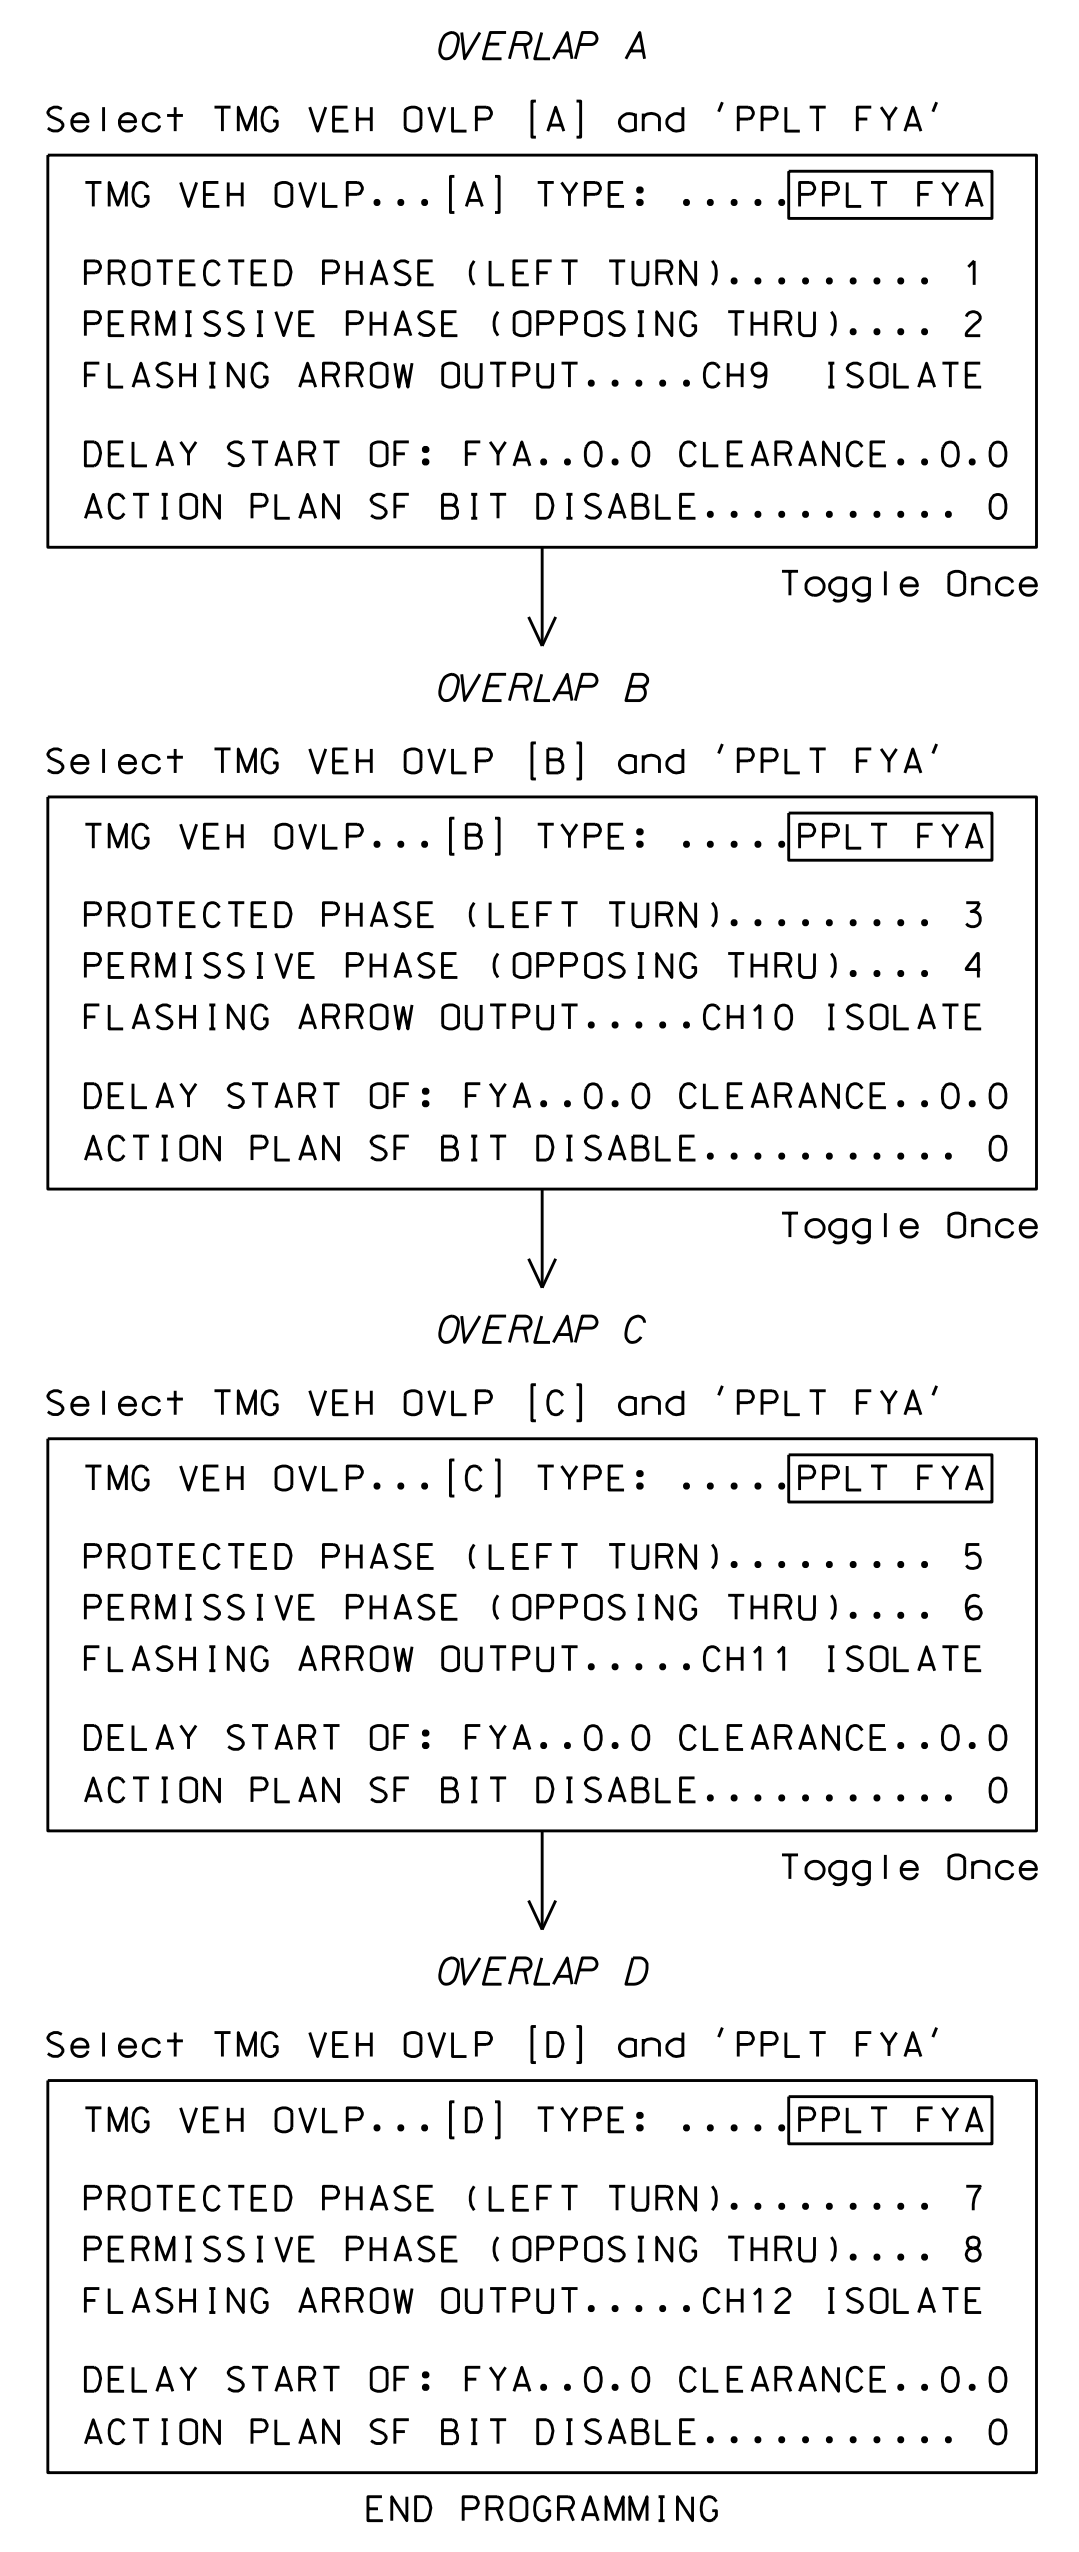 OVERLAP A
Select TMG VEH OVLP [A] and 'PPLT FYA'
TMG VEH OVLP...[A] TYPE: .....PPLT FYA
PROTECTED PHASE (LEFT TURN)......... 1
PERMISSIVE PHASE (OPPOSING THRU).... 2
FLASHING ARROW OUTPUT.....CH9 ISOLATE
DELAY START OF: FYA..0.0 CLEARANCE..0.0
ACTION PLAN SF BIT DISABLE........... 0
Toggle Once
OVERLAP B
Select TMG VEH OVLP [B] and 'PPLT FYA'
TMG VEH OVLP...[B] TYPE: .....PPLT FYA
PROTECTED PHASE (LEFT TURN)......... 3
PERMISSIVE PHASE (OPPOSING THRU).... 4
FLASHING ARROW OUTPUT.....CH10 ISOLATE
DELAY START OF: FYA..0.0 CLEARANCE..0.0
ACTION PLAN SF BIT DISABLE........... 0
Toggle Once
OVERLAP C
Select TMG VEH OVLP [C] and 'PPLT FYA'
TMG VEH OVLP...[C] TYPE: .....PPLT FYA
PROTECTED PHASE (LEFT TURN)......... 5
PERMISSIVE PHASE (OPPOSING THRU).... 6
FLASHING ARROW OUTPUT.....CH11 ISOLATE
DELAY START OF: FYA..0.0 CLEARANCE..0.0
ACTION PLAN SF BIT DISABLE........... 0
Toggle Once
OVERLAP D
Select TMG VEH OVLP [D] and 'PPLT FYA'
TMG VEH OVLP...[D] TYPE: .....PPLT FYA
PROTECTED PHASE (LEFT TURN)......... 7
PERMISSIVE PHASE (OPPOSING THRU).... 8
FLASHING ARROW OUTPUT.....CH12 ISOLATE
DELAY START OF: FYA..0.0 CLEARANCE..0.0
ACTION PLAN SF BIT DISABLE........... 0
END PROGRAMMING